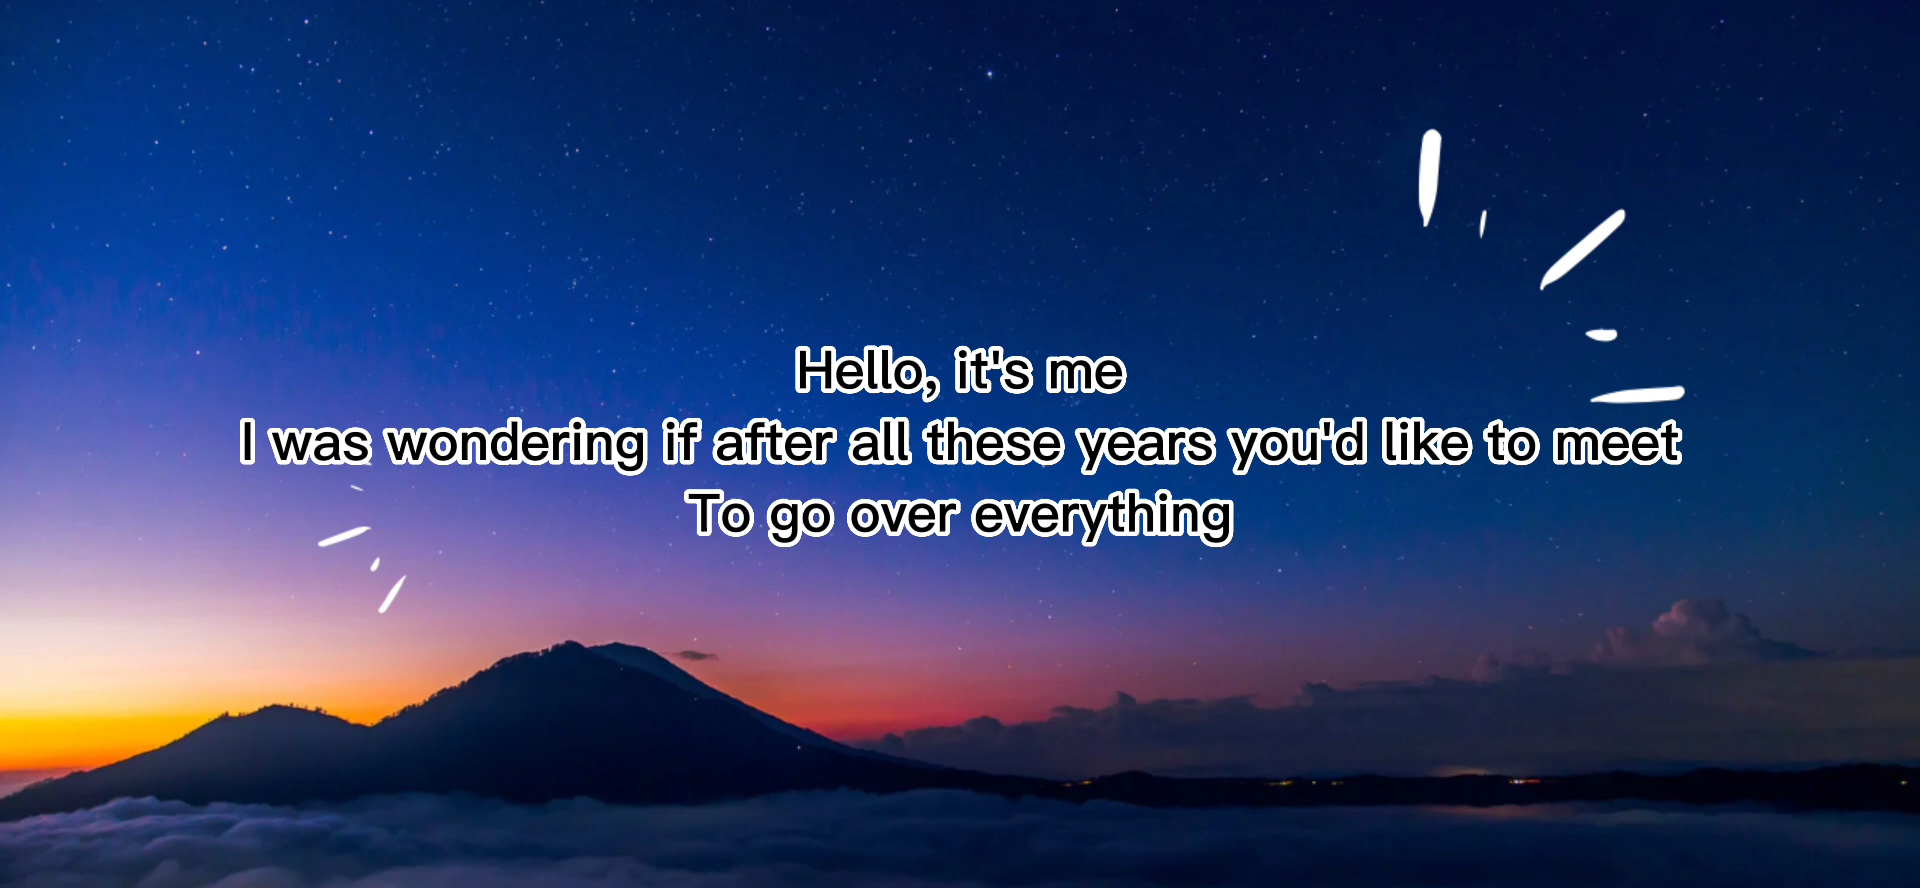 Hello, it's me
I was wondering if after all these years you'd like to meet
To go over everything